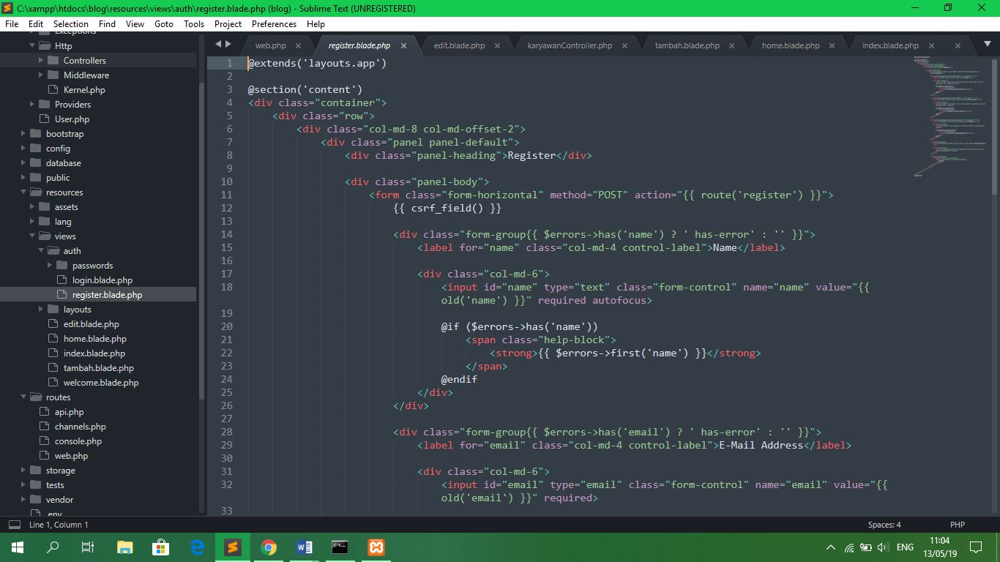 C:\xampp\htdocs\blog\resources\views\auth\register.blade.php (blog) - Sublime Text (UNREGISTERED)
File Edit Selection Find View Goto Tools Project Preferences Help
Exceptions
Http
Controllers
Middleware
Kernel.php
Providers
User.php
bootstrap
config
database
public
resources
assets
lang
views
auth
passwords
login.blade.php
register.blade.php
layouts
edit.blade.php
home.blade.php
index.blade.php
tambah.blade.php
welcome.blade.php
routes
api.php
channels.php
console.php
web.php
storage
tests
vendor
.env
web.php register.blade.php edit.blade.php karyawanController.php tambah.blade.php home.blade.php index.blade.php
1 @extends('layouts.app')
2
3 @section('content')
4 <div class="container">
5 <div class="row">
6 <div class="col-md-8 col-md-offset-2">
7 <div class="panel panel-default">
8 <div class="panel-heading">Register</div>
9
10 <div class="panel-body">
11 <form class="form-horizontal" method="POST" action="{{ route('register') }}">
12 {{ csrf_field() }}
13
14 <div class="form-group{{ $errors->has('name') ? ' has-error' : '' }}">
15 <label for="name" class="col-md-4 control-label">Name</label>
16
17 <div class="col-md-6">
18 <input id="name" type="text" class="form-control" name="name" value="{{
old('name') }}" required autofocus>
19
20 @if ($errors->has('name'))
21 <span class="help-block">
22 <strong>{{ $errors->first('name') }}</strong>
23 </span>
24 @endif
25 </div>
26 </div>
27
28 <div class="form-group{{ $errors->has('email') ? ' has-error' : '' }}">
29 <label for="email" class="col-md-4 control-label">E-Mail Address</label>
30
31 <div class="col-md-6">
32 <input id="email" type="email" class="form-control" name="email" value="{{
old('email') }}" required>
33
Line 1, Column 1
Spaces: 4
PHP
ENG
11:04
13/05/19